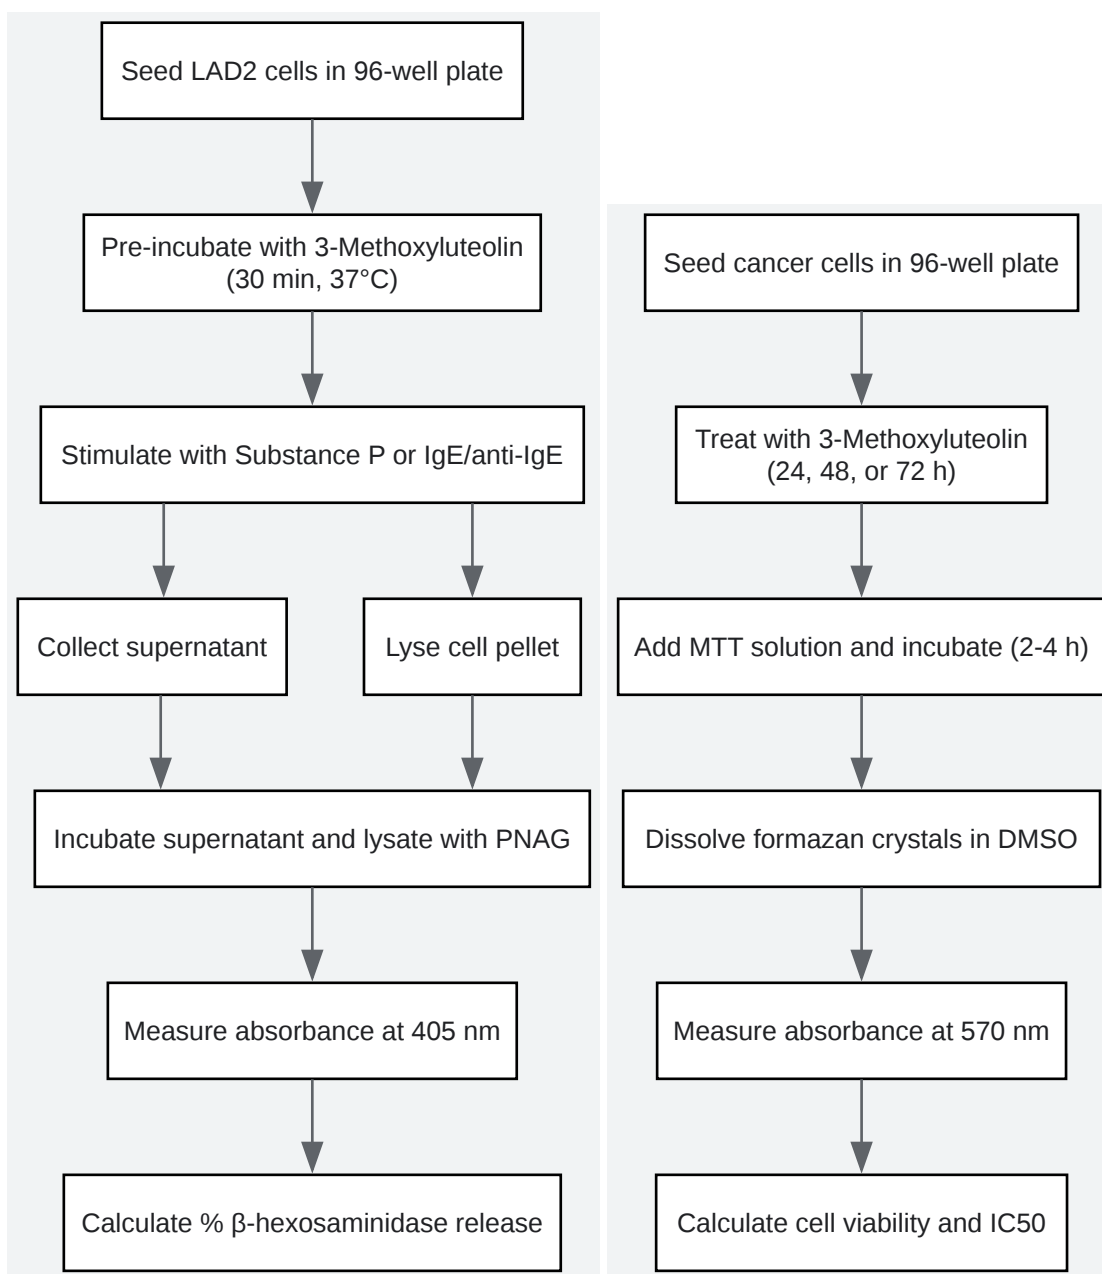 Seed LAD2 cells in 96-well plate
Pre-incubate with 3-Methoxyluteolin
(30 min, 37°C)
Stimulate with Substance P or IgE/anti-IgE
Collect supernatant
Lyse cell pellet
Incubate supernatant and lysate with PNAG
Measure absorbance at 405 nm
Calculate % β-hexosaminidase release
Seed cancer cells in 96-well plate
Treat with 3-Methoxyluteolin
(24, 48, or 72 h)
Add MTT solution and incubate (2-4 h)
Dissolve formazan crystals in DMSO
Measure absorbance at 570 nm
Calculate cell viability and IC50